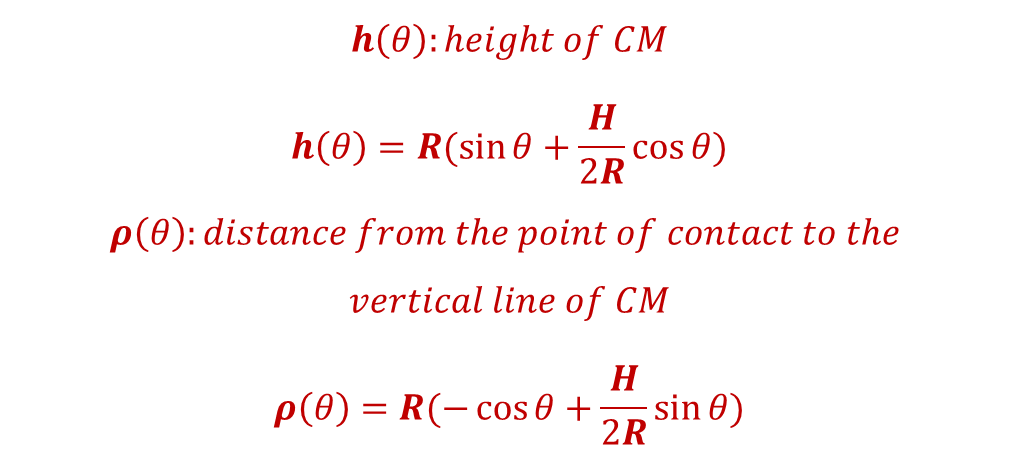 h(θ): height of CM
h(θ) = R(sin θ + H/2R cos θ)
ρ(θ): distance from the point of contact to the
vertical line of CM
ρ(θ) = R(− cos θ + H/2R sin θ)